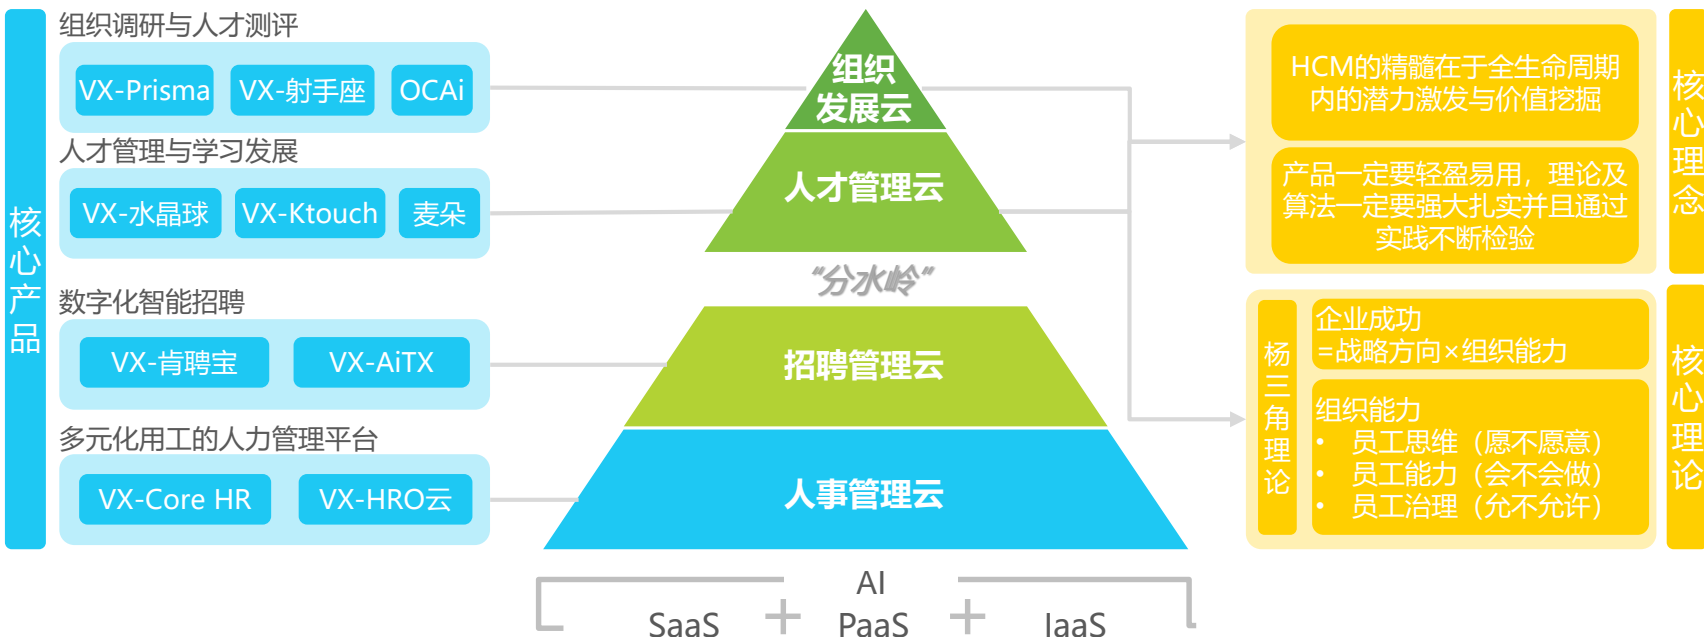 核心产品
组织调研与人才测评
VX-Prisma
VX-射手座
OCAi
人才管理与学习发展
VX-水晶球
VX-Ktouch
麦朵
数字化智能招聘
VX-肯聘宝
VX-AiTX
多元化用工的人力管理平台
VX-Core HR
VX-HRO云
组织
发展云
人才管理云
“分水岭”
招聘管理云
人事管理云
AI
SaaS + PaaS + IaaS
HCM的精髓在于全生命周期
内的潜力激发与价值挖掘
产品一定要轻盈易用，理论及
算法一定要强大扎实并且通过
实践不断检验
核心理念
杨三角理论
企业成功
=战略方向×组织能力
组织能力
• 员工思维（愿不愿意）
• 员工能力（会不会做）
• 员工治理（允不允许）
核心理论